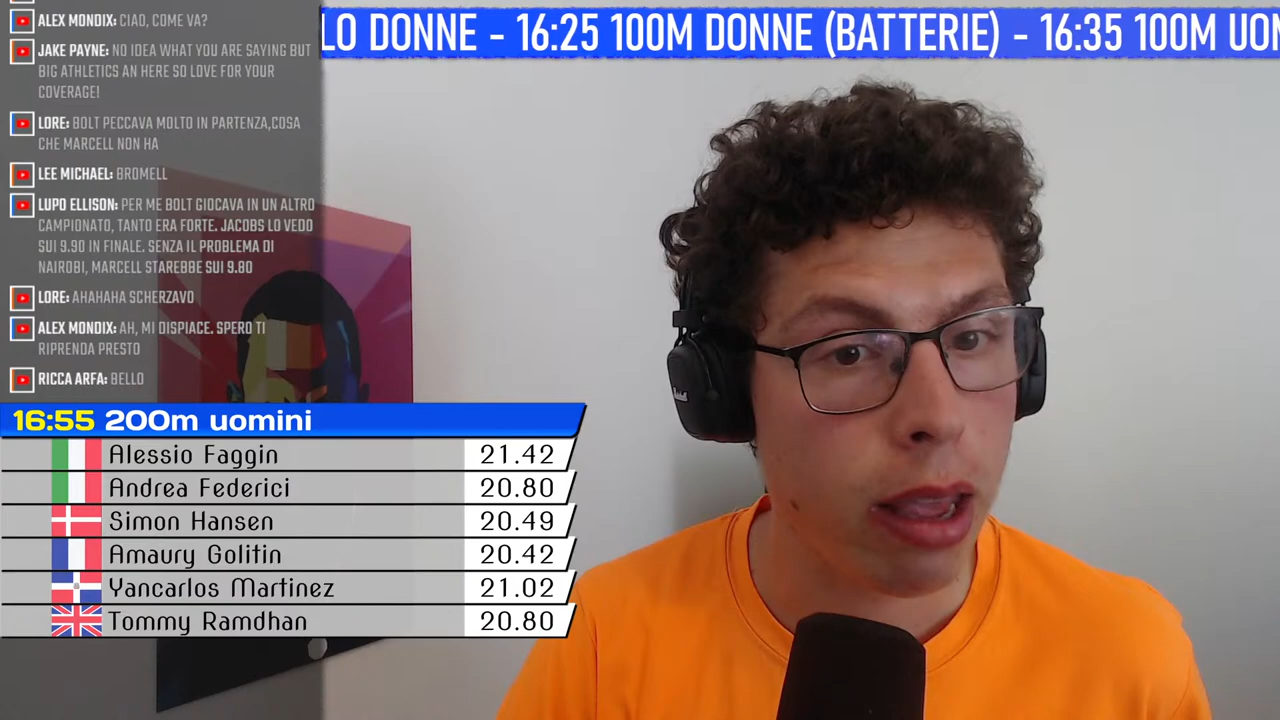 ALEX MONDIX: CIAO, COME VA?
JAKE PAYNE: NO IDEA WHAT YOU ARE SAYING BUT
BIG ATHLETICS AN HERE SO LOVE FOR YOUR
COVERAGE!
LORE: BOLT PECCAVA MOLTO IN PARTENZA,COSA
CHE MARCELL NON HA
LEE MICHAEL: BROMELL
LUPO ELLISON: PER ME BOLT GIOCAVA IN UN ALTRO
CAMPIONATO, TANTO ERA FORTE. JACOBS LO VEDO
SUI 9.90 IN FINALE. SENZA IL PROBLEMA DI
NAIROBI, MARCELL STAREBBE SUI 9.80
LORE: AHAHAHA SCHERZAVO
ALEX MONDIX: AH, MI DISPIACE. SPERO TI
RIPRENDA PRESTO
RICCA ARFA: BELLO
LO DONNE - 16:25 100M DONNE (BATTERIE) - 16:35 100M UOM
16:55 200m uomini
Alessio Faggin 21.42
Andrea Federici 20.80
Simon Hansen 20.49
Amaury Golitin 20.42
Yancarlos Martinez 21.02
Tommy Ramdhan 20.80